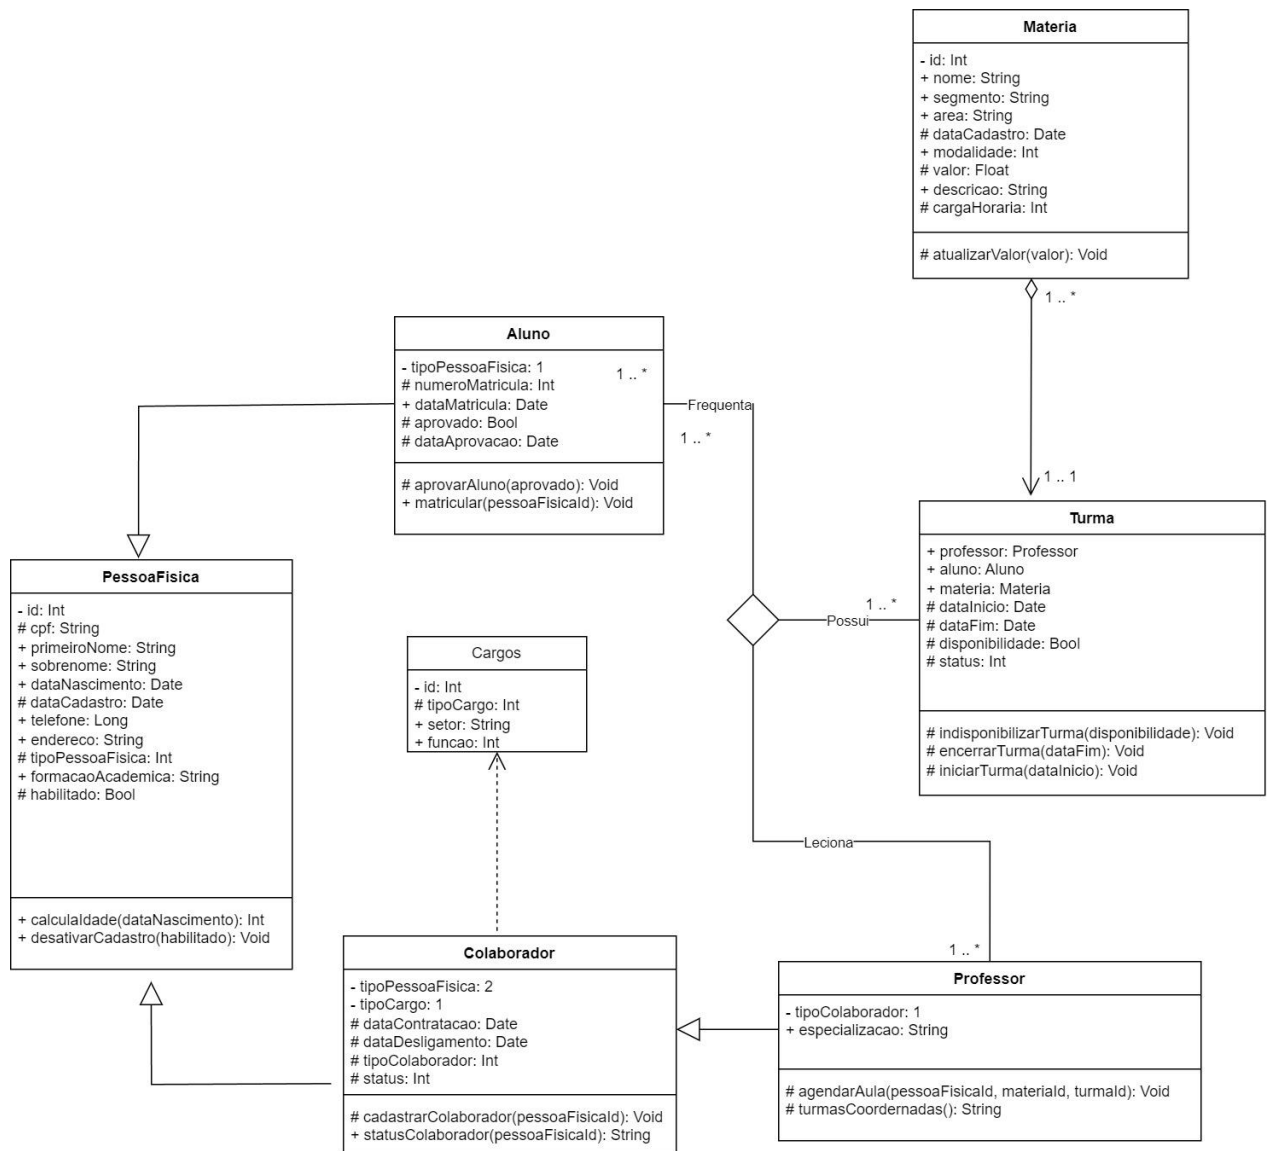 Materia
- id: Int
+ nome: String
+ segmento: String
+ area: String
# dataCadastro: Date
+ modalidade: Int
# valor: Float
+ descricao: String
# cargaHoraria: Int
# atualizarValor(valor): Void
1 .. *
Aluno
- tipoPessoaFisica: 1
# numeroMatricula: Int
+ dataMatricula: Date
# aprovado: Bool
# dataAprovacao: Date
1 .. *
# aprovarAluno(aprovado): Void
+ matricular(pessoaFisicaId): Void
Frequenta
1 .. *
1 .. 1
Turma
+ professor: Professor
+ aluno: Aluno
+ materia: Materia
# dataInicio: Date
# dataFim: Date
# disponibilidade: Bool
# status: Int
# indisponibilizarTurma(disponibilidade): Void
# encerrarTurma(dataFim): Void
# iniciarTurma(dataInicio): Void
1 .. *
Possui
PessoaFisica
- id: Int
# cpf: String
+ primeiroNome: String
+ sobrenome: String
+ dataNascimento: Date
# dataCadastro: Date
+ telefone: Long
+ endereco: String
# tipoPessoaFisica: Int
+ formacaoAcademica: String
# habilitado: Bool
+ calculaIdade(dataNascimento): Int
+ desativarCadastro(habilitado): Void
Cargos
- id: Int
# tipoCargo: Int
+ setor: String
+ funcao: Int
Leciona
1 .. *
Colaborador
- tipoPessoaFisica: 2
- tipoCargo: 1
# dataContratacao: Date
# dataDesligamento: Date
# tipoColaborador: Int
# status: Int
# cadastrarColaborador(pessoaFisicaId): Void
+ statusColaborador(pessoaFisicaId): String
Professor
- tipoColaborador: 1
+ especializacao: String
# agendarAula(pessoaFisicaId, materiaId, turmaId): Void
# turmasCoordernadas(): String